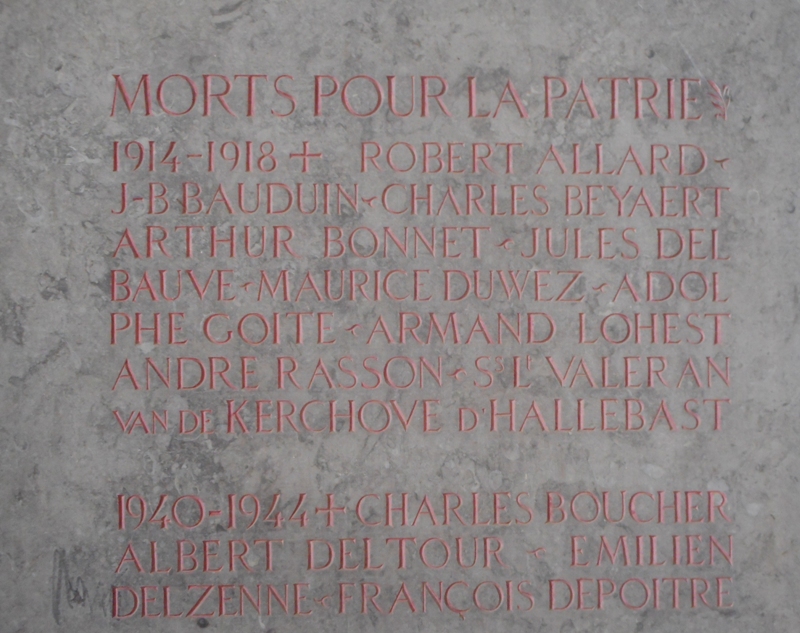 MORTS POUR LA PATRIE
1914-1918 + ROBERT ALLARD -
J-B BAUDUIN - CHARLES BEYAERT
ARTHUR BONNET - JULES DEL
BAUVE - MAURICE DUWEZ - ADOL
PHE GOITE - ARMAND LOHEST
ANDRE RASSON - Ss Lt VALERAN
VAN DE KERCHOVE D'HALLEBAST
1940-1944 + CHARLES BOUCHER
ALBERT DELTOUR - EMILIEN
DELZENNE - FRANÇOIS DEPOITRE